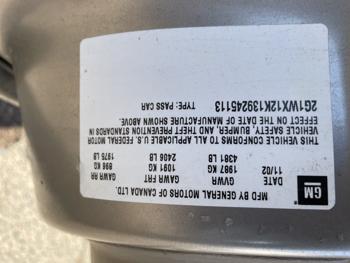 GM
MFD BY GENERAL MOTORS OF CANADA LTD.
DATE GVWR GAWR FRT GAWR RR
11/02 1987 KG 1091 KG 896 KG
4381 LB 2406 LB 1975 LB
THIS VEHICLE CONFORMS TO ALL APPLICABLE U.S. FEDERAL MOTOR
VEHICLE SAFETY, BUMPER, AND THEFT PREVENTION STANDARDS IN
EFFECT ON THE DATE OF MANUFACTURE SHOWN ABOVE.
2G1WX12K139245113 TYPE: PASS CAR